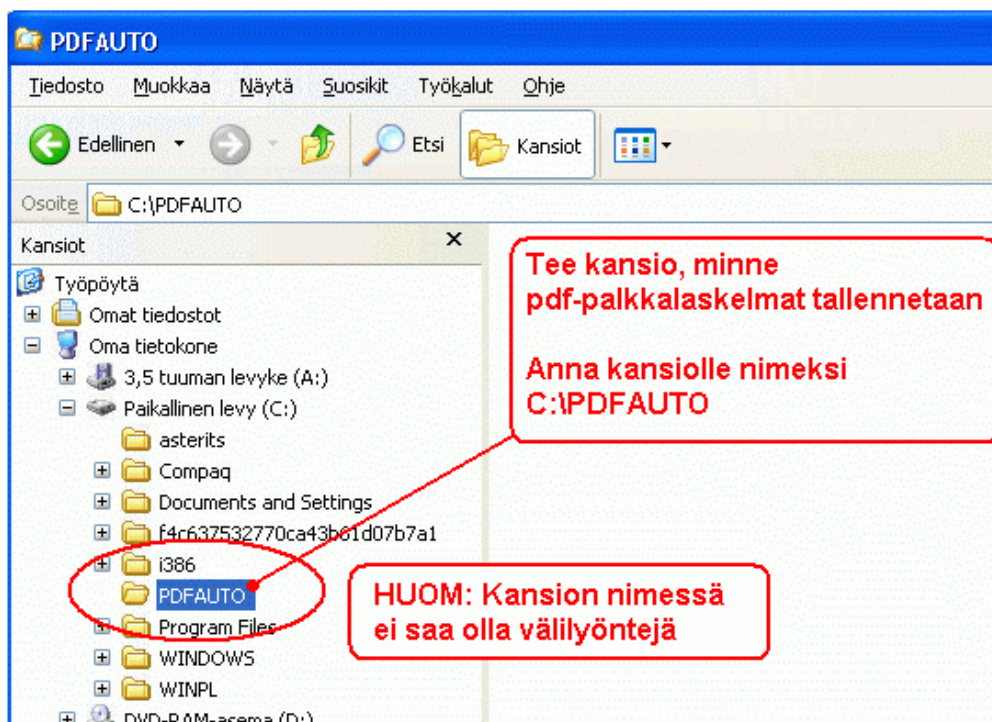 PDFAUTO
Tiedosto Muokkaa Näytä Suosikit Työkalut Ohje
Edellinen Etsi Kansiot
Osoite C:\PDFAUTO
Kansiot
Työpöytä
Omat tiedostot
Oma tietokone
3,5 tuuman levyke (A:)
Paikallinen levy (C:)
asterits
Compaq
Documents and Settings
f4c637532770ca43b61d07b7a1
i386
PDFAUTO
Program Files
WINDOWS
WINPL
DVD-RAM-asema (D:)
Tee kansio, minne
pdf-palkkalaskelmat tallennetaan
Anna kansiolle nimeksi
C:\PDFAUTO
HUOM: Kansion nimessä
ei saa olla välilyöntejä